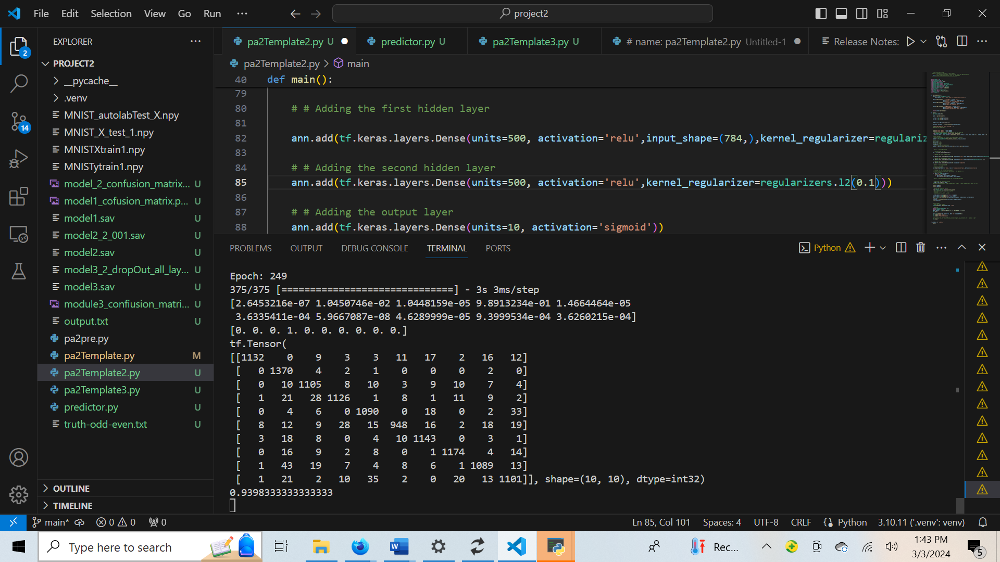 File Edit Selection View Go Run ···
project2
EXPLORER ···
pa2Template2.py U
predictor.py U
pa2Template3.py U
# name: pa2Template2.py Untitled-1
Release Notes:
2
14
PROJECT2
__pycache__
.venv
MNIST_autolabTest_X.npy
MNIST_X_test_1.npy
MNISTXtrain1.npy
MNISTytrain1.npy
model_2_confusion_matrix... U
model1_cofusion_matrix.p... U
model1.sav U
model2_2_001.sav U
model2.sav U
model3_2_dropOut_all_lay... U
model3.sav U
module3_confiusion_matri... U
output.txt U
pa2pre.py
pa2Template.py M
pa2Template2.py U
pa2Template3.py U
predictor.py U
truth-odd-even.txt U
OUTLINE
TIMELINE
pa2Template2.py > main
40 def main():
79
80 # # Adding the first hidden layer
81
82 ann.add(tf.keras.layers.Dense(units=500, activation='relu',input_shape=(784,),kernel_regularizer=regulariz
83
84 # # Adding the second hidden layer
85 ann.add(tf.keras.layers.Dense(units=500, activation='relu',kernel_regularizer=regularizers.l2(0.1)))
86
87 # # Adding the output layer
88 ann.add(tf.keras.layers.Dense(units=10, activation='sigmoid'))
PROBLEMS OUTPUT DEBUG CONSOLE TERMINAL PORTS
Python
Epoch: 249
375/375 [==============================] - 3s 3ms/step
[2.6453216e-07 1.0450746e-02 1.0448159e-05 9.8913234e-01 1.4664464e-05
3.6335411e-04 5.9667087e-08 4.6289999e-05 9.3999534e-04 3.6260215e-04]
[0. 0. 0. 1. 0. 0. 0. 0. 0. 0.]
tf.Tensor(
[[1132 0 9 3 3 11 17 2 16 12]
[ 0 1370 4 2 1 0 0 0 2 0]
[ 0 10 1105 8 10 3 9 10 7 4]
[ 1 21 28 1126 1 8 1 11 9 2]
[ 0 4 6 0 1090 0 18 0 2 33]
[ 8 12 9 28 15 948 16 2 18 19]
[ 3 18 8 0 4 10 1143 0 3 1]
[ 0 16 9 2 8 0 1 1174 4 14]
[ 1 43 19 7 4 8 6 1 1089 13]
[ 1 21 2 10 35 2 0 20 13 1101]], shape=(10, 10), dtype=int32)
0.9398333333333333
main* 0 0 0
Ln 85, Col 101 Spaces: 4 UTF-8 CRLF Python 3.10.11 ('.venv': venv)
Type here to search
Rec...
1:43 PM
3/3/2024
5